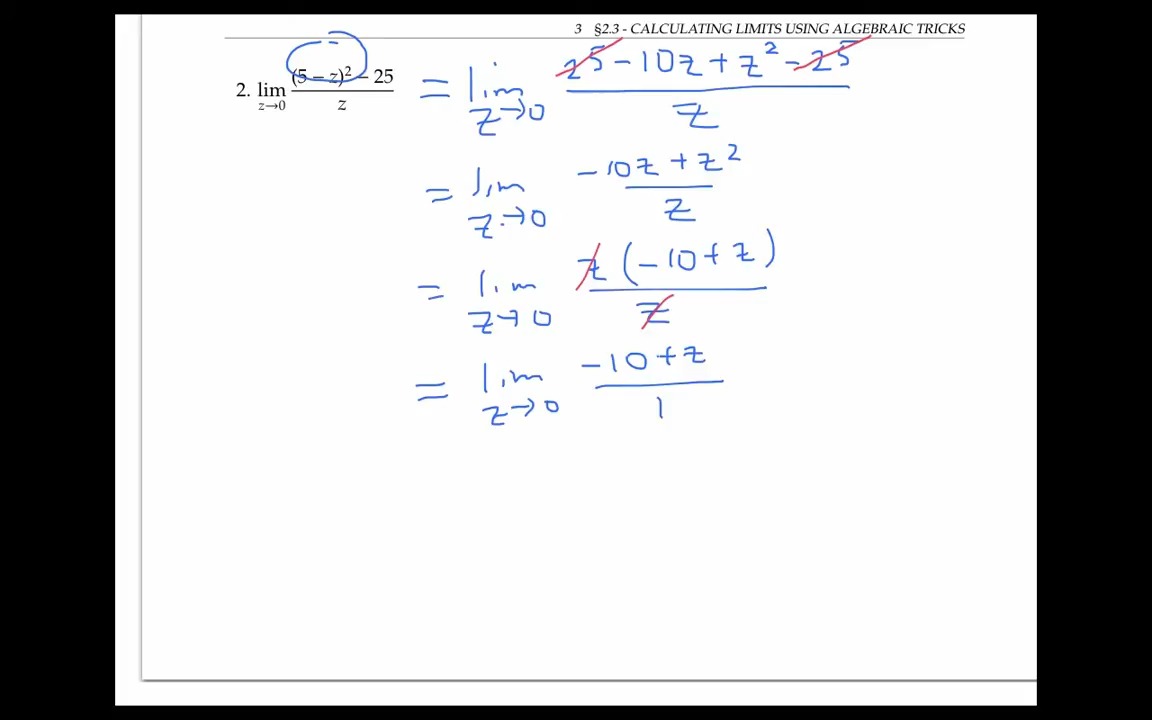 3 §2.3 - CALCULATING LIMITS USING ALGEBRAIC TRICKS
2. lim z→0 ((5 − z)² − 25)/z = lim z→0 (25 − 10z + z² − 25)/z
= lim z→0 (−10z + z²)/z
= lim z→0 z(−10 + z)/z
= lim z→0 (−10 + z)/1